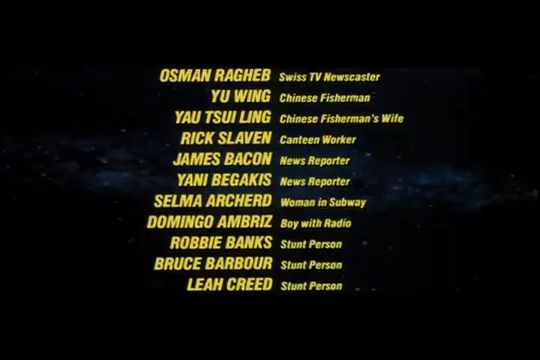 OSMAN RAGHEB Swiss TV Newscaster
YU WING Chinese Fisherman
YAU TSUI LING Chinese Fisherman's Wife
RICK SLAVEN Canteen Worker
JAMES BACON News Reporter
YANI BEGAKIS News Reporter
SELMA ARCHERD Woman in Subway
DOMINGO AMBRIZ Boy with Radio
ROBBIE BANKS Stunt Person
BRUCE BARBOUR Stunt Person
LEAH CREED Stunt Person